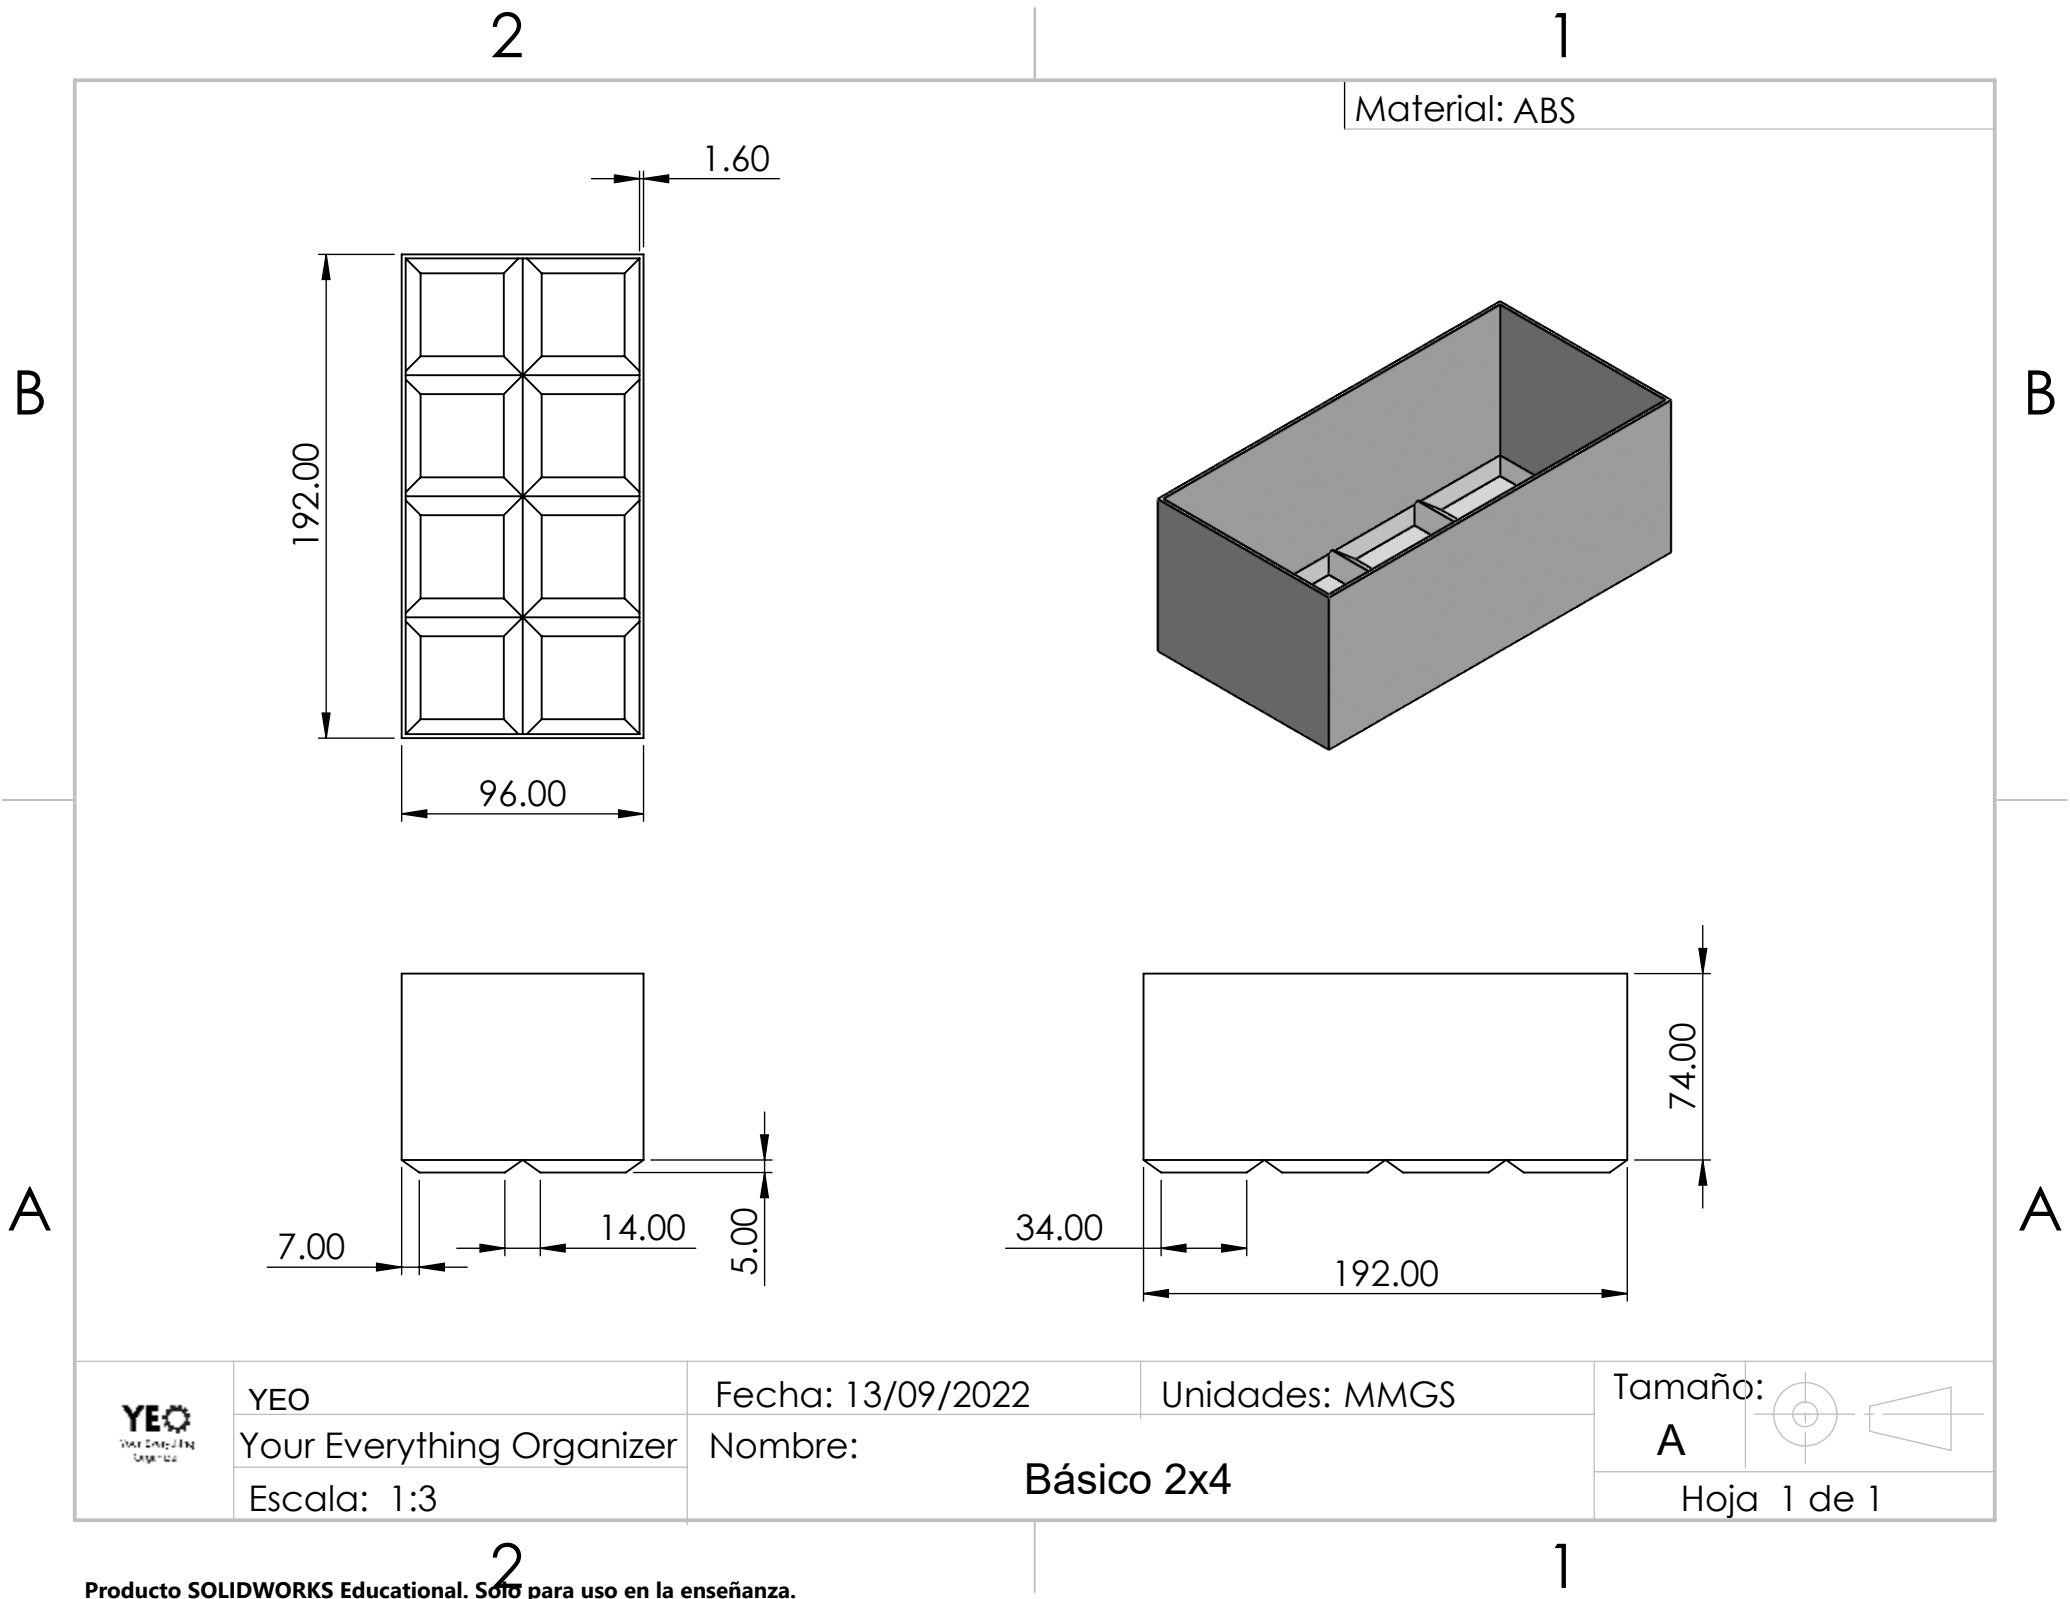 2 1
Material: ABS
1.60
B B
192.00
96.00
74.00
A A
7.00 14.00 5.00 34.00
192.00
YEO
YEO
Fecha: 13/09/2022
Unidades: MMGS
Tamaño:
A
Your Everything Organizer
Nombre:
Básico 2x4
Escala: 1:3
Hoja 1 de 1
2 1
Producto SOLIDWORKS Educational. Solo para uso en la enseñanza.